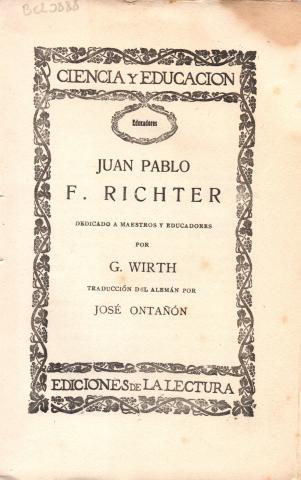 CIENCIA Y EDUCACION
Educadores
JUAN PABLO
F. RICHTER
DEDICADO A MAESTROS Y EDUCADORES
POR
G. WIRTH
TRADUCCIÓN DEL ALEMÁN POR
JOSÉ ONTAÑÓN
EDICIONES DE LA LECTURA